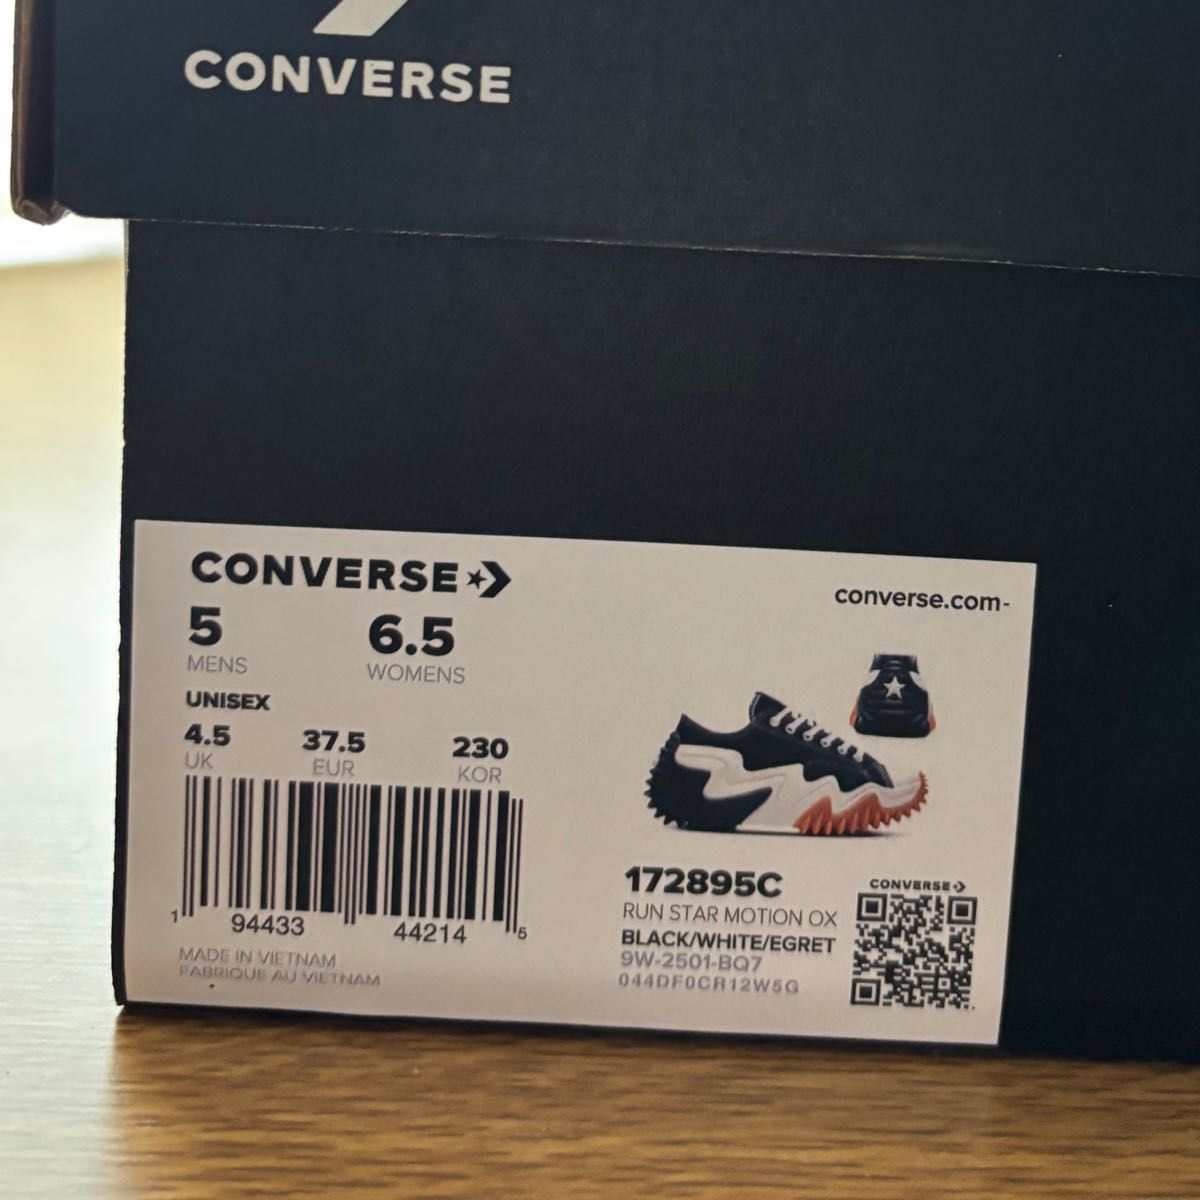 CONVERSE
CONVERSE
converse.com-
5 6.5
MENS WOMENS
UNISEX
4.5 37.5 230
UK EUR KOR
1 94433 44214 5
MADE IN VIETNAM
FABRIQUE AU VIETNAM
172895C
RUN STAR MOTION OX
BLACK/WHITE/EGRET
9W-2501-BQ7
044DF0CR12W5G
CONVERSE